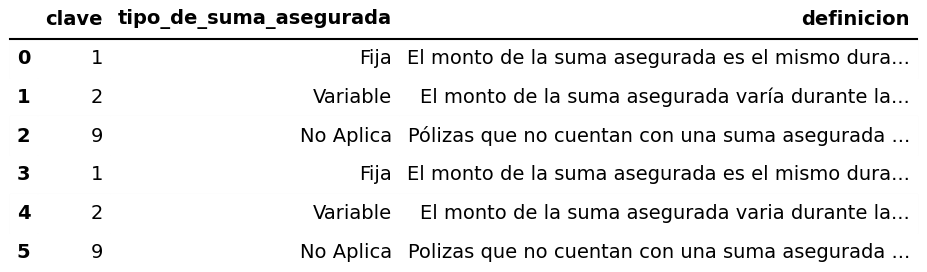 clave tipo_de_suma_asegurada definicion
0 1 Fija El monto de la suma asegurada es el mismo dura...
1 2 Variable El monto de la suma asegurada varía durante la...
2 9 No Aplica Pólizas que no cuentan con una suma asegurada ...
3 1 Fija El monto de la suma asegurada es el mismo dura...
4 2 Variable El monto de la suma asegurada varia durante la...
5 9 No Aplica Polizas que no cuentan con una suma asegurada ...